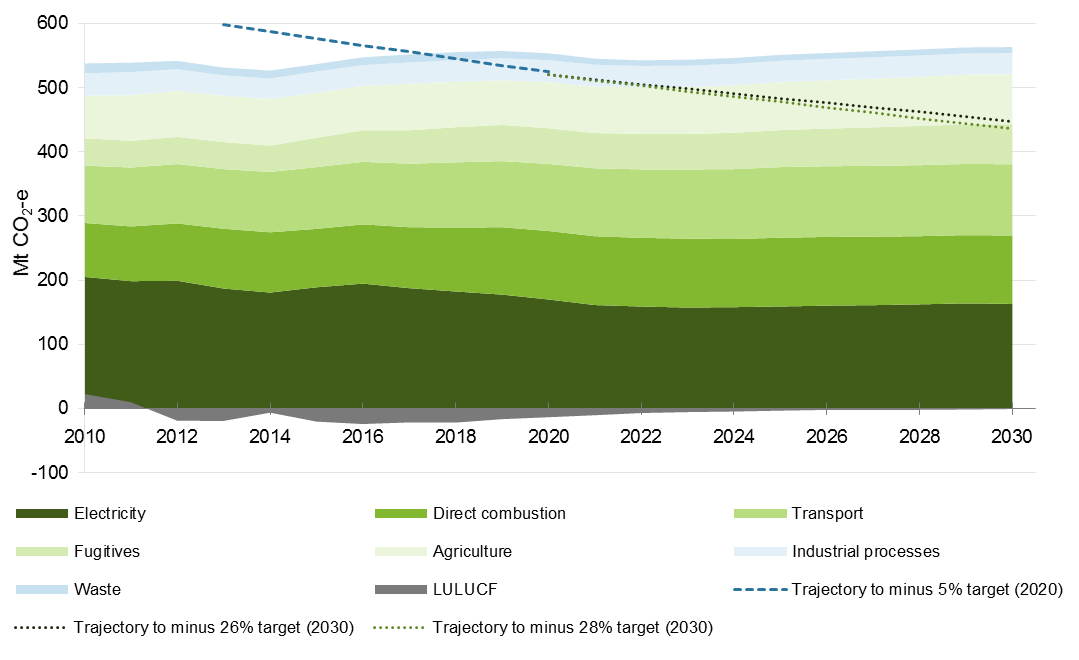 600
500
400
300
200
100
0
-100
Mt CO₂-e
2010 2012 2014 2016 2018 2020 2022 2024 2026 2028 2030
Electricity Direct combustion Transport
Fugitives Agriculture Industrial processes
Waste LULUCF Trajectory to minus 5% target (2020)
Trajectory to minus 26% target (2030) Trajectory to minus 28% target (2030)